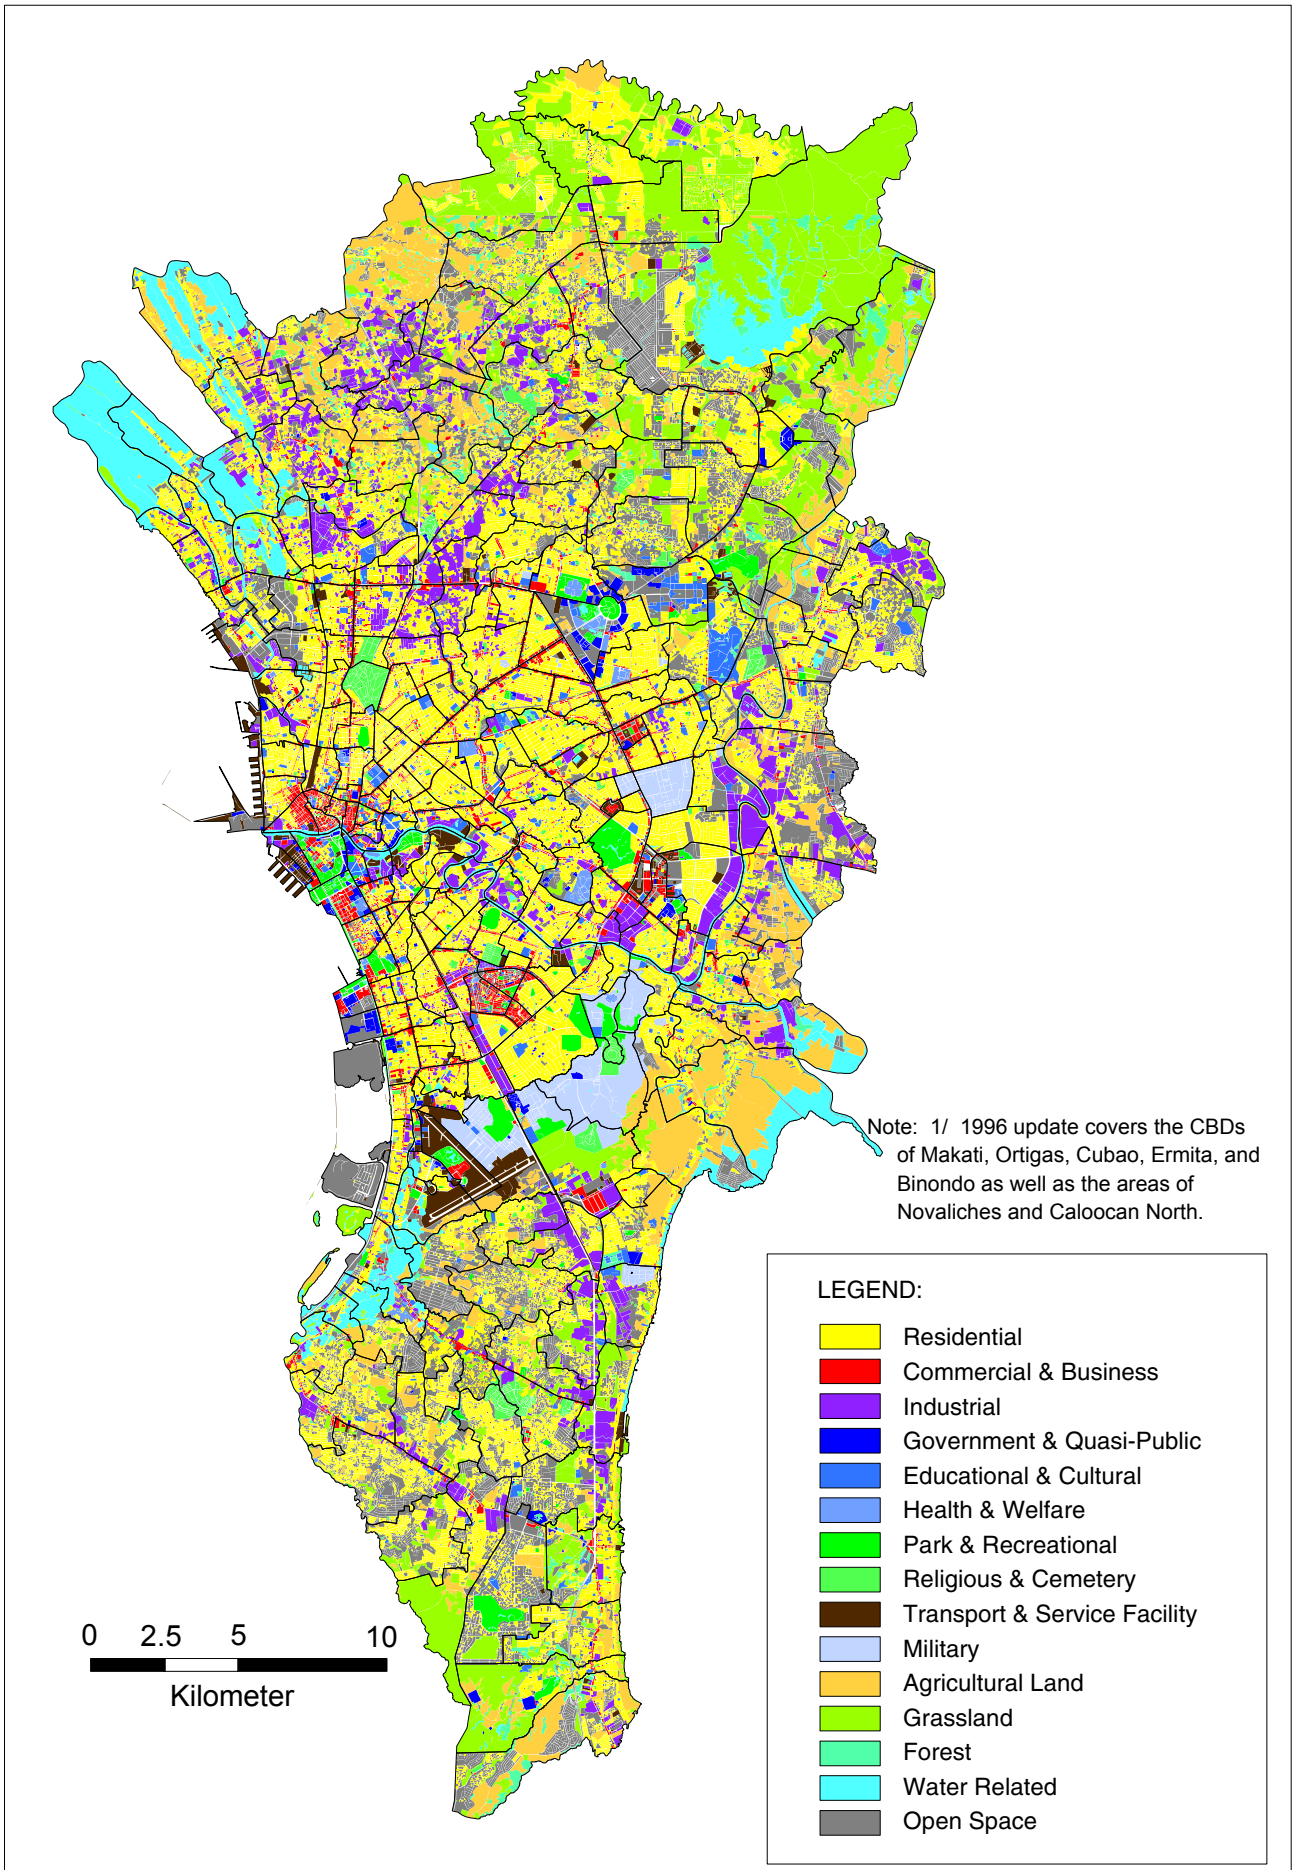 Note: 1/ 1996 update covers the CBDs
of Makati, Ortigas, Cubao, Ermita, and
Binondo as well as the areas of
Novaliches and Caloocan North.
LEGEND:
Residential
Commercial & Business
Industrial
Government & Quasi-Public
Educational & Cultural
Health & Welfare
Park & Recreational
Religious & Cemetery
Transport & Service Facility
Military
Agricultural Land
Grassland
Forest
Water Related
Open Space
0 2.5 5 10
Kilometer